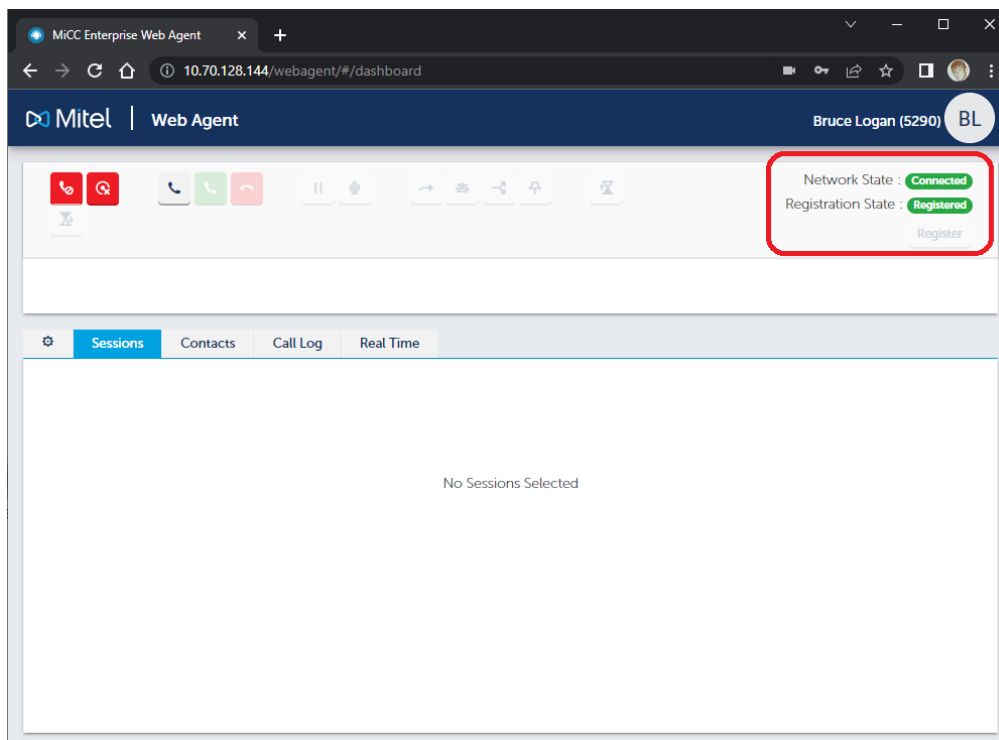 MiCC Enterprise Web Agent
10.70.128.144/webagent/#/dashboard
Mitel | Web Agent
Bruce Logan (5290) BL
Network State : Connected
Registration State : Registered
Register
Sessions Contacts Call Log Real Time
No Sessions Selected